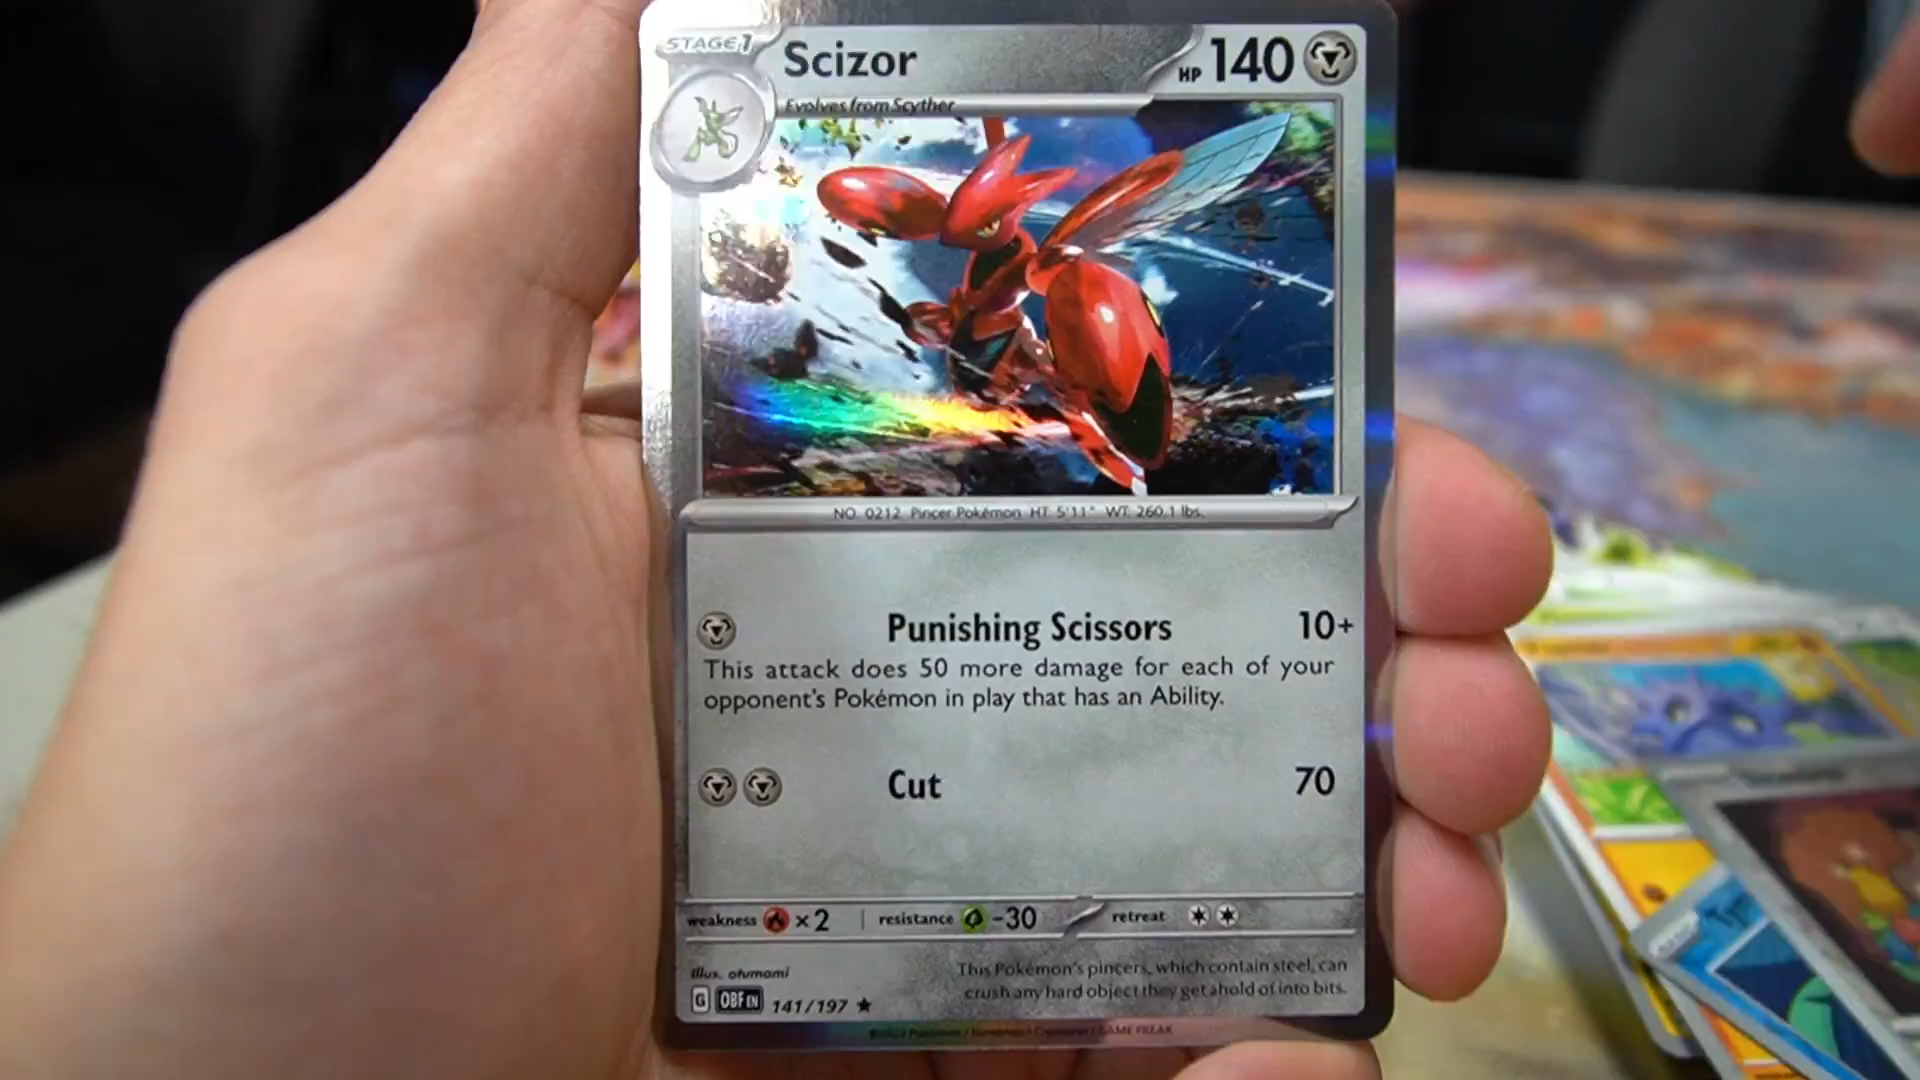 STAGE 1
Scizor
HP 140
Evolves from Scyther
NO. 0212 Pincer Pokémon HT: 5'11" WT: 260.1 lbs.
Punishing Scissors 10+
This attack does 50 more damage for each of your
opponent's Pokémon in play that has an Ability.
Cut 70
weakness ×2 resistance -30 retreat
Illus. otumami
This Pokémon's pincers, which contain steel, can
crush any hard object they get ahold of into bits.
G OBF EN 141/197 ★
©2023 Pokémon / Nintendo / Creatures / GAME FREAK